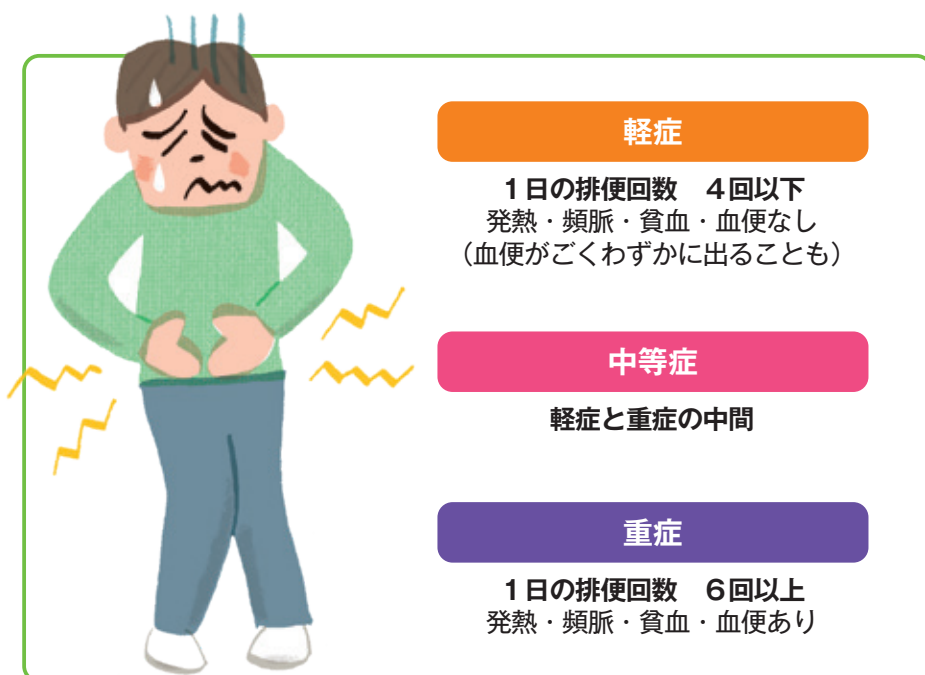 軽症
1日の排便回数　4回以下
発熱・頻脈・貧血・血便なし
（血便がごくわずかに出ることも）
中等症
軽症と重症の中間
重症
1日の排便回数　6回以上
発熱・頻脈・貧血・血便あり